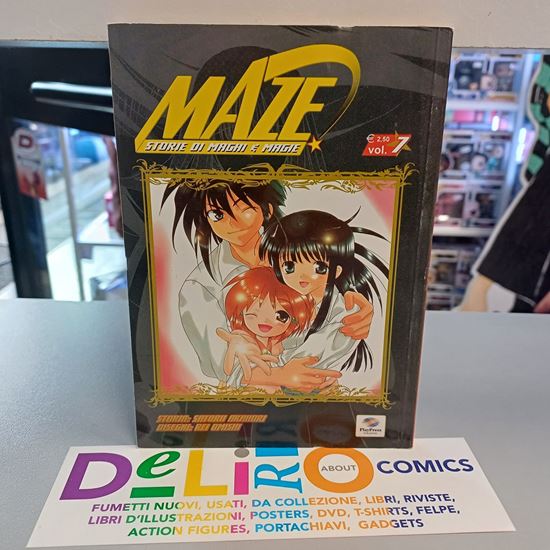 MAZE
STORIE DI MAGHI E MAGIE
€ 2,50
vol. 7
STORIA: SATORU AKAHORI
DISEGNI: REI OMISHI
PlayPress
DeLiRiO ABOUT COMICS
FUMETTI NUOVI, USATI, DA COLLEZIONE, LIBRI, RIVISTE,
LIBRI D'ILLUSTRAZIONI, POSTERS, DVD, T-SHIRTS, FELPE,
ACTION FIGURES, PORTACHIAVI, GADGETS